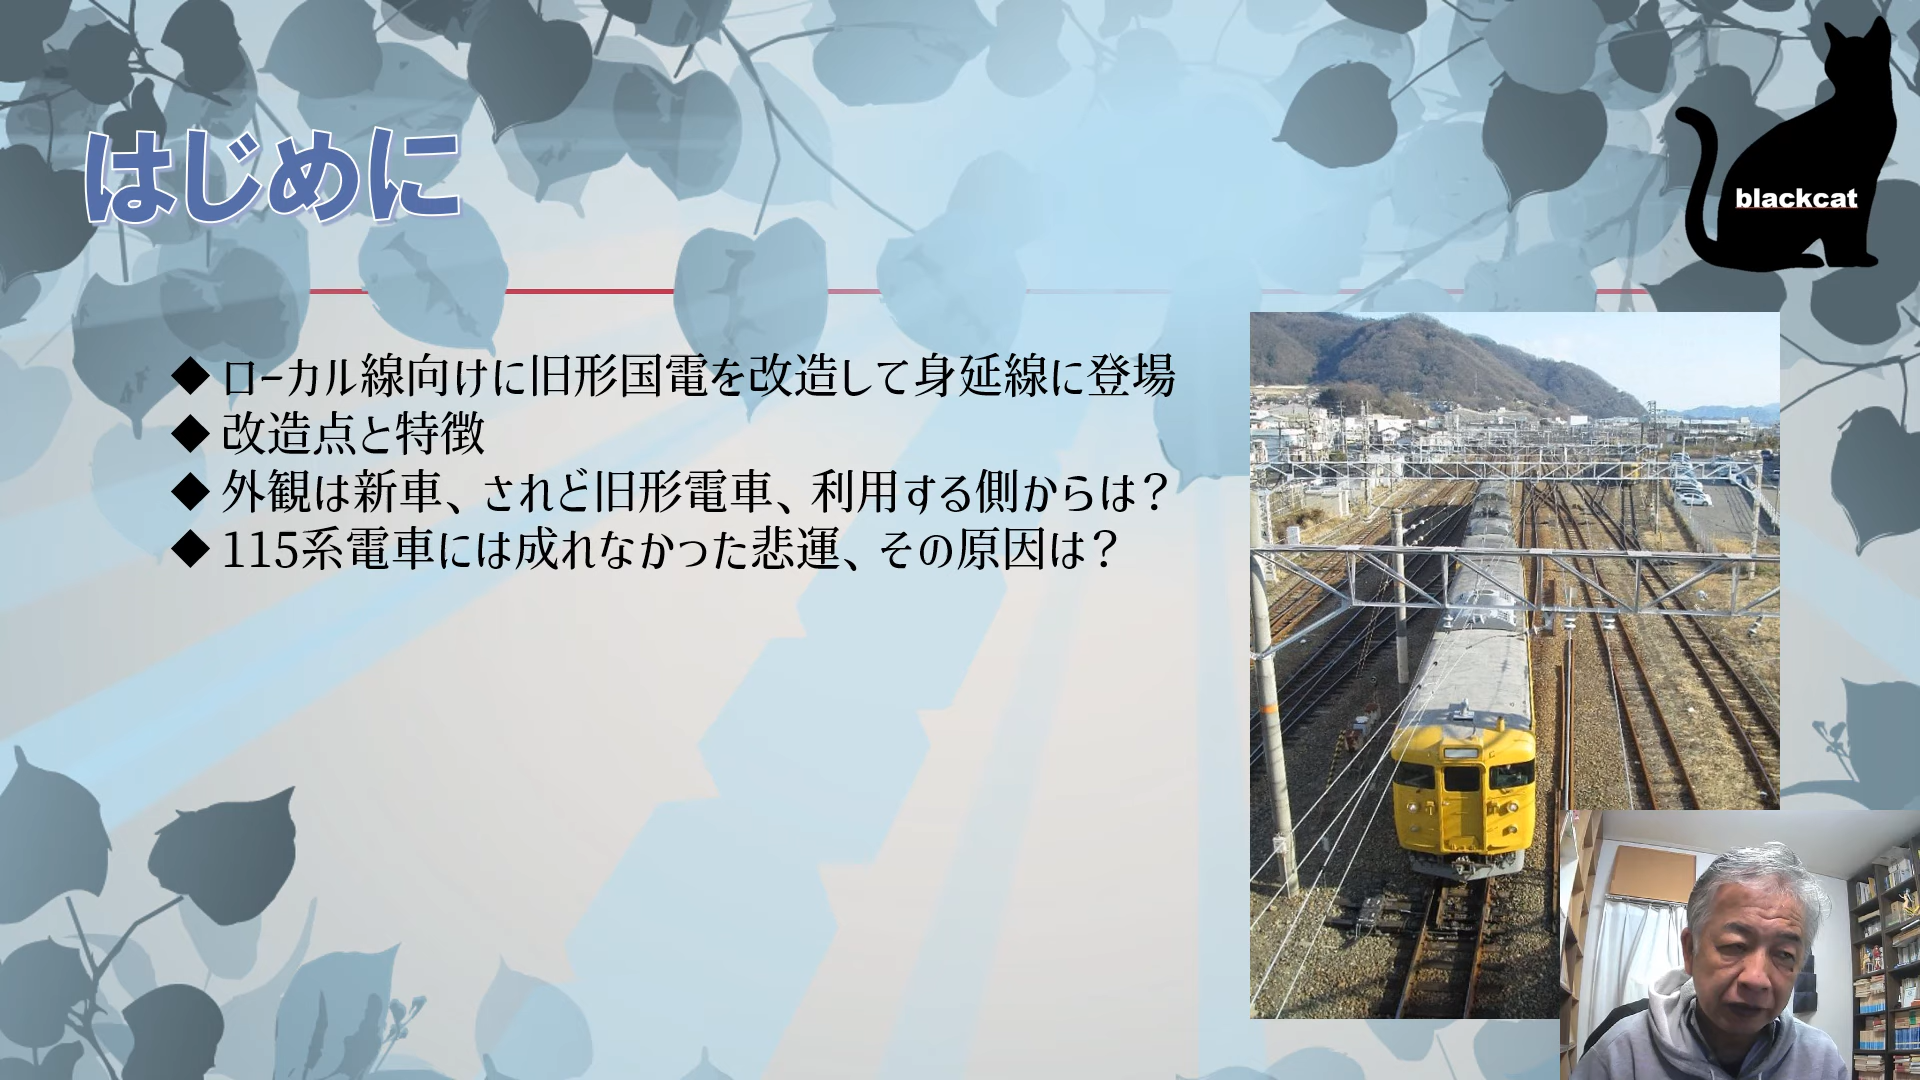 はじめに
blackcat
◆ローカル線向けに旧形国電を改造して身延線に登場
◆改造点と特徴
◆外観は新車、されど旧形電車、利用する側からは？
◆115系電車には成れなかった悲運、その原因は？